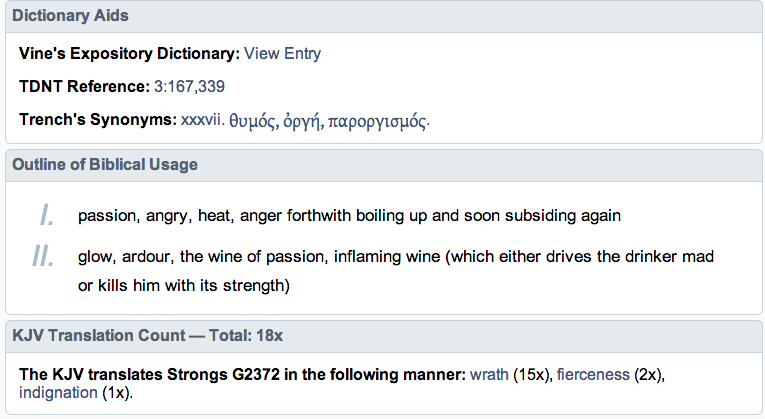 Dictionary Aids
Vine's Expository Dictionary: View Entry
TDNT Reference: 3:167,339
Trench's Synonyms: xxxvii. θυμός, ὀργή, παροργισμός.
Outline of Biblical Usage
I. passion, angry, heat, anger forthwith boiling up and soon subsiding again
II. glow, ardour, the wine of passion, inflaming wine (which either drives the drinker mad
or kills him with its strength)
KJV Translation Count — Total: 18x
The KJV translates Strongs G2372 in the following manner: wrath (15x), fierceness (2x),
indignation (1x).